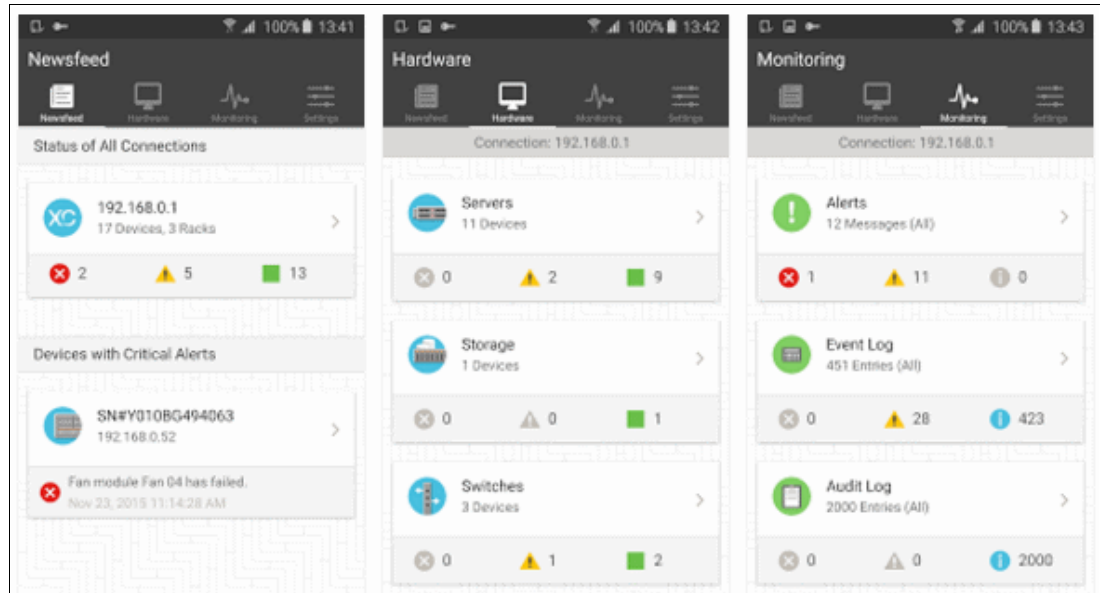 100% 13:41
Newsfeed
Newsfeed Hardware Monitoring Settings
Status of All Connections
XC
192.168.0.1
17 Devices, 3 Racks
2 5 13
Devices with Critical Alerts
SN#Y010BG494063
192.168.0.52
Fan module Fan 04 has failed.
Nov 23, 2015 11:14:28 AM
100% 13:42
Hardware
Newsfeed Hardware Monitoring Settings
Connection: 192.168.0.1
Servers
11 Devices
0 2 9
Storage
1 Devices
0 0 1
Switches
3 Devices
0 1 2
100% 13:43
Monitoring
Newsfeed Hardware Monitoring Settings
Connection: 192.168.0.1
Alerts
12 Messages (All)
1 11 0
Event Log
451 Entries (All)
0 28 423
Audit Log
2000 Entries (All)
0 0 2000